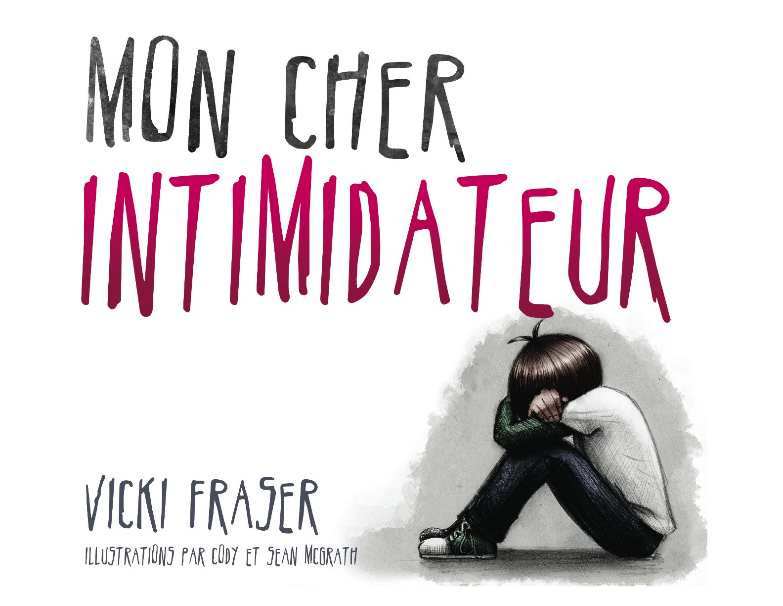 MON CHER
INTIMIDATEUR
VICKI FRASER
ILLUSTRATIONS PAR CODY ET SEAN MCGRATH